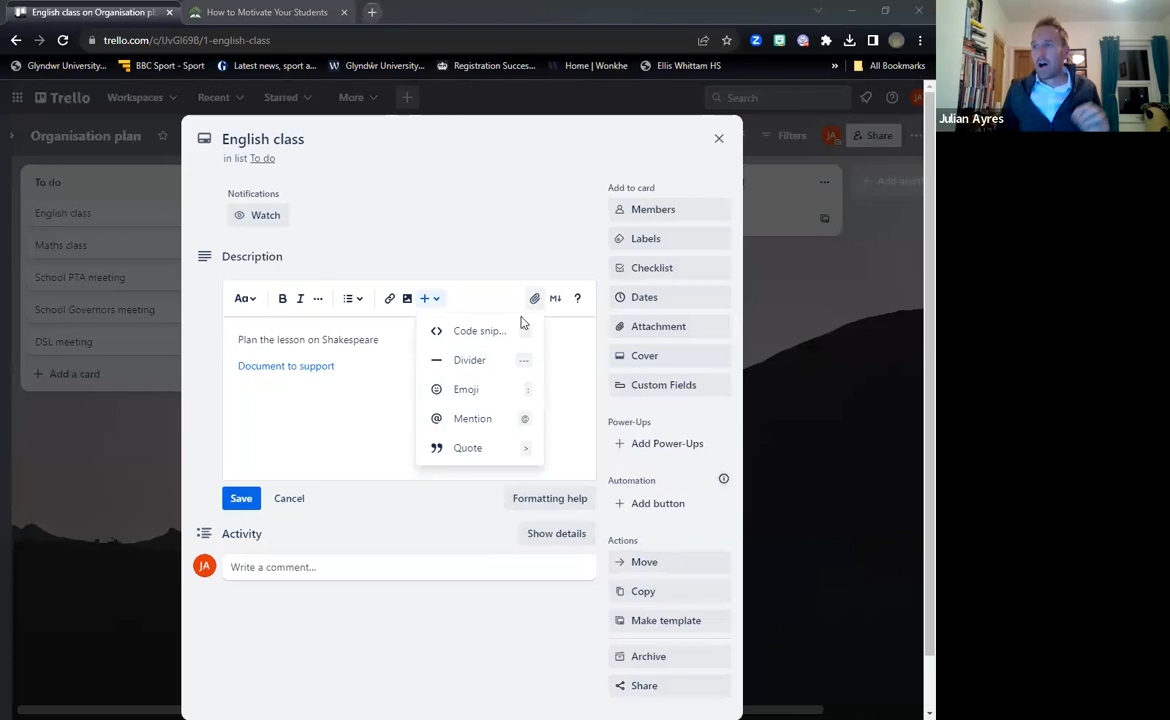 English class on Organisation plan
How to Motivate Your Students
trello.com/c/IJvGl69B/1-english-class
Glyndwr University... BBC Sport - Sport Latest news, sport a... Glyndŵr University... Registration Succes... Home | Wonkhe Ellis Whittam HS » All Bookmarks
Trello Workspaces Recent Starred More Search
Organisation plan Filters JA Share
To do
English class
Maths class
School PTA meeting
School Governors meeting
DSL meeting
+ Add a card
English class
in list To do
Notifications
Watch
Description
Aa B I
M↓ ?
Plan the lesson on Shakespeare
Document to support
Code snip...
Divider ---
Emoji :
Mention @
Quote >
Save Cancel Formatting help
Activity Show details
JA Write a comment...
Add to card
Members
Labels
Checklist
Dates
Attachment
Cover
Custom Fields
Power-Ups
+ Add Power-Ups
Automation
+ Add button
Actions
Move
Copy
Make template
Archive
Share
Julian Ayres